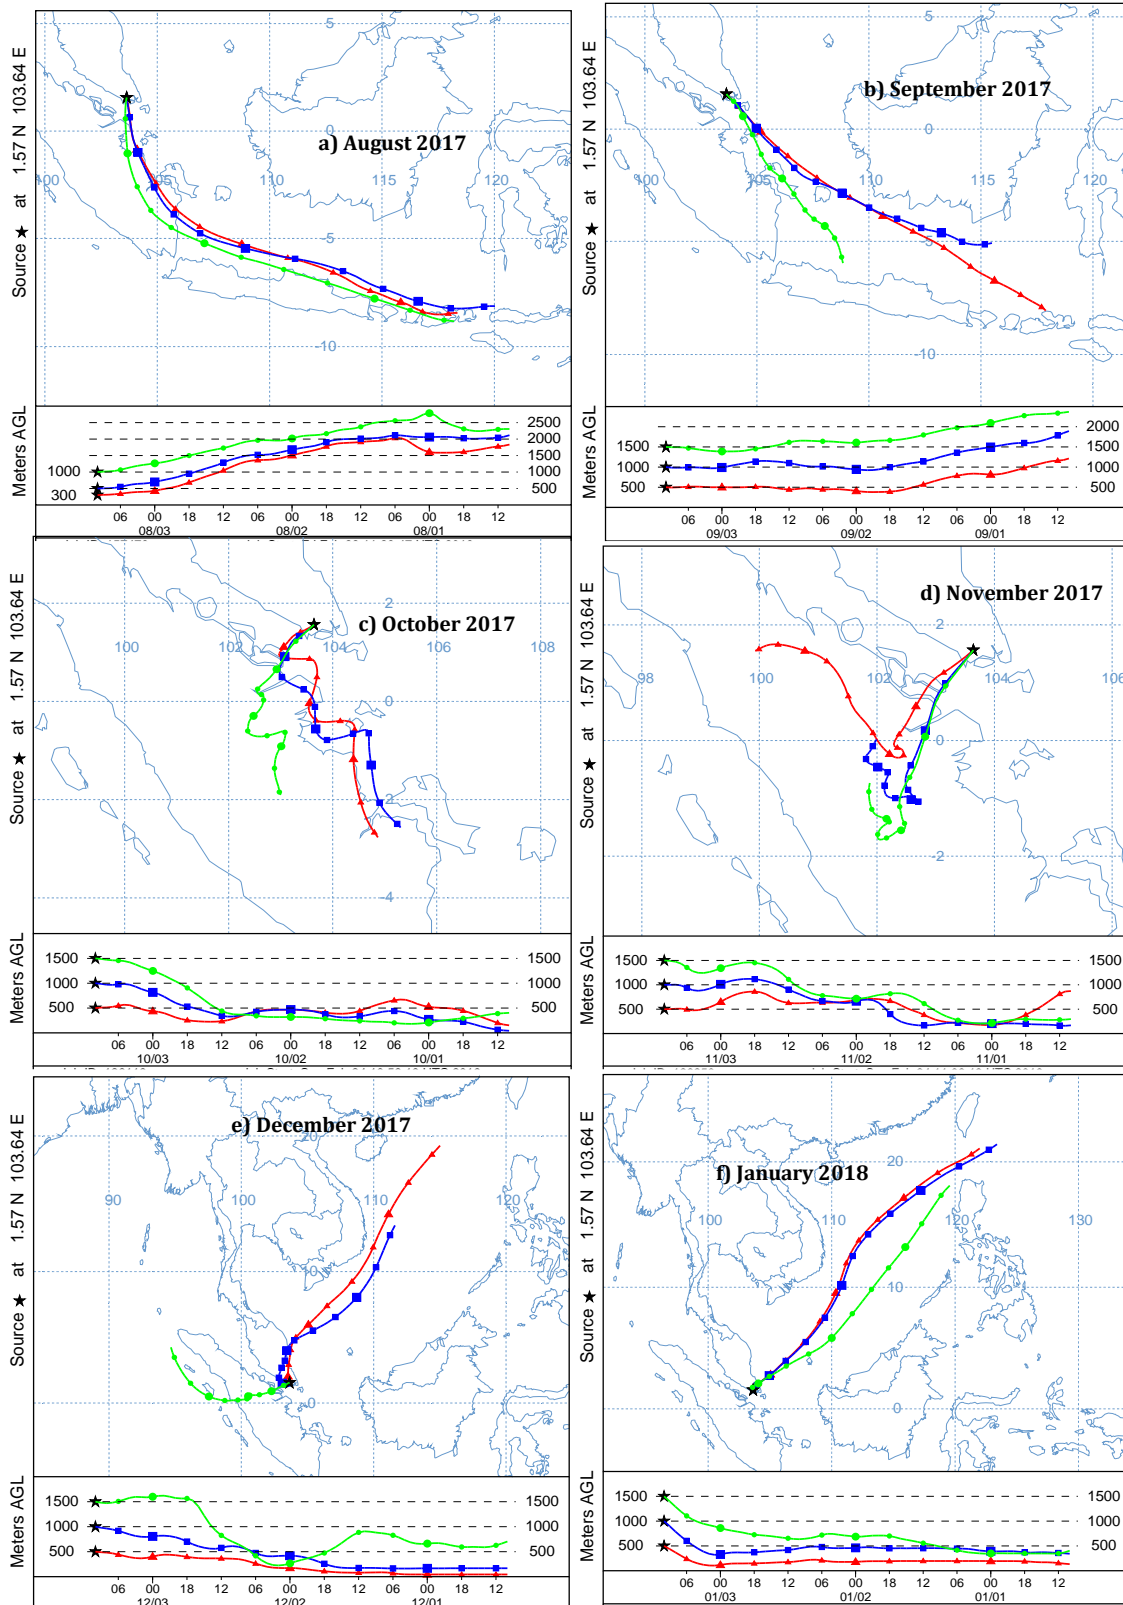 Source ★ at 1.57 N 103.64 E
a) August 2017
5
0
100
105
110
115
120
-5
-10
Meters AGL
1000
500
300
2500
2000
1500
1000
500
06 00 18 12 06 00 18 12 06 00 18 12
08/03 08/02 08/01
Source ★ at 1.57 N 103.64 E
b) September 2017
5
0
100
105
110
115
120
-5
-10
Meters AGL
1500
1000
500
2000
1500
1000
500
06 00 18 12 06 00 18 12 06 00 18 12
09/03 09/02 09/01
Source ★ at 1.57 N 103.64 E
c) October 2017
2
100
102
104
106
108
0
-2
-4
Meters AGL
1500
1000
500
1500
1000
500
06 00 18 12 06 00 18 12 06 00 18 12
10/03 10/02 10/01
Source ★ at 1.57 N 103.64 E
d) November 2017
2
98
100
102
104
106
0
-2
Meters AGL
1500
1000
500
1500
1000
500
06 00 18 12 06 00 18 12 06 00 18 12
11/03 11/02 11/01
Source ★ at 1.57 N 103.64 E
e) December 2017
20
90
100
110
120
10
0
Meters AGL
1500
1000
500
1500
1000
500
06 00 18 12 06 00 18 12 06 00 18 12
12/03 12/02 12/01
Source ★ at 1.57 N 103.64 E
f) January 2018
20
100
110
120
130
10
0
Meters AGL
1500
1000
500
1500
1000
500
06 00 18 12 06 00 18 12 06 00 18 12
01/03 01/02 01/01